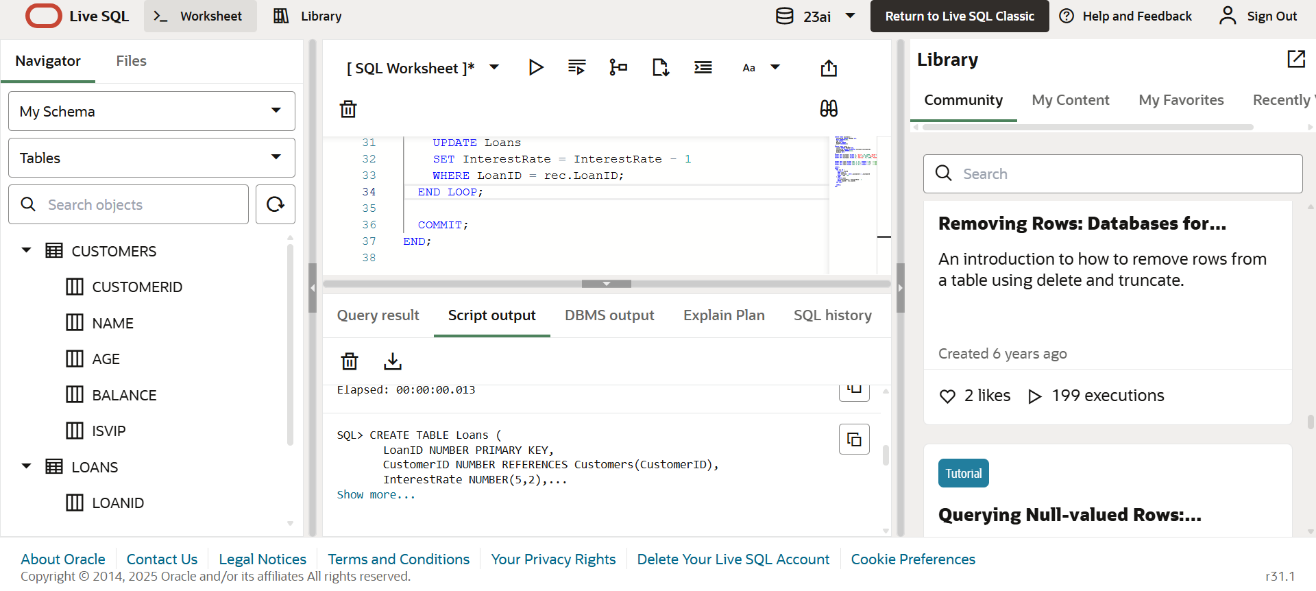 Live SQL
Worksheet
Library
23ai
Return to Live SQL Classic
Help and Feedback
Sign Out
Navigator
Files
My Schema
Tables
Search objects
CUSTOMERS
CUSTOMERID
NAME
AGE
BALANCE
ISVIP
LOANS
LOANID
[ SQL Worksheet ]*
Aa
31 UPDATE Loans
32 SET InterestRate = InterestRate - 1
33 WHERE LoanID = rec.LoanID;
34 END LOOP;
35
36 COMMIT;
37 END;
38
Query result
Script output
DBMS output
Explain Plan
SQL history
Elapsed: 00:00:00.013
SQL> CREATE TABLE Loans (
LoanID NUMBER PRIMARY KEY,
CustomerID NUMBER REFERENCES Customers(CustomerID),
InterestRate NUMBER(5,2),...
Show more...
Library
Community
My Content
My Favorites
Recently
Search
Removing Rows: Databases for...
An introduction to how to remove rows from
a table using delete and truncate.
Created 6 years ago
2 likes
199 executions
Tutorial
Querying Null-valued Rows:...
About Oracle
Contact Us
Legal Notices
Terms and Conditions
Your Privacy Rights
Delete Your Live SQL Account
Cookie Preferences
Copyright © 2014, 2025 Oracle and/or its affiliates All rights reserved.
r31.1